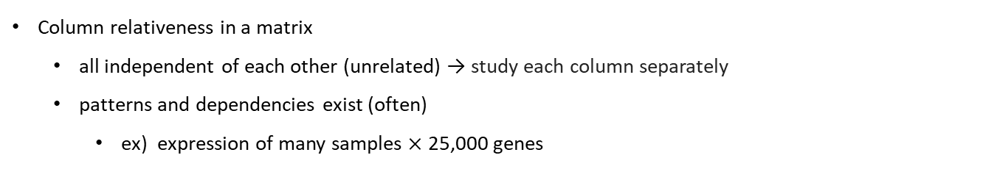 • Column relativeness in a matrix
• all independent of each other (unrelated) → study each column separately
• patterns and dependencies exist (often)
• ex) expression of many samples × 25,000 genes